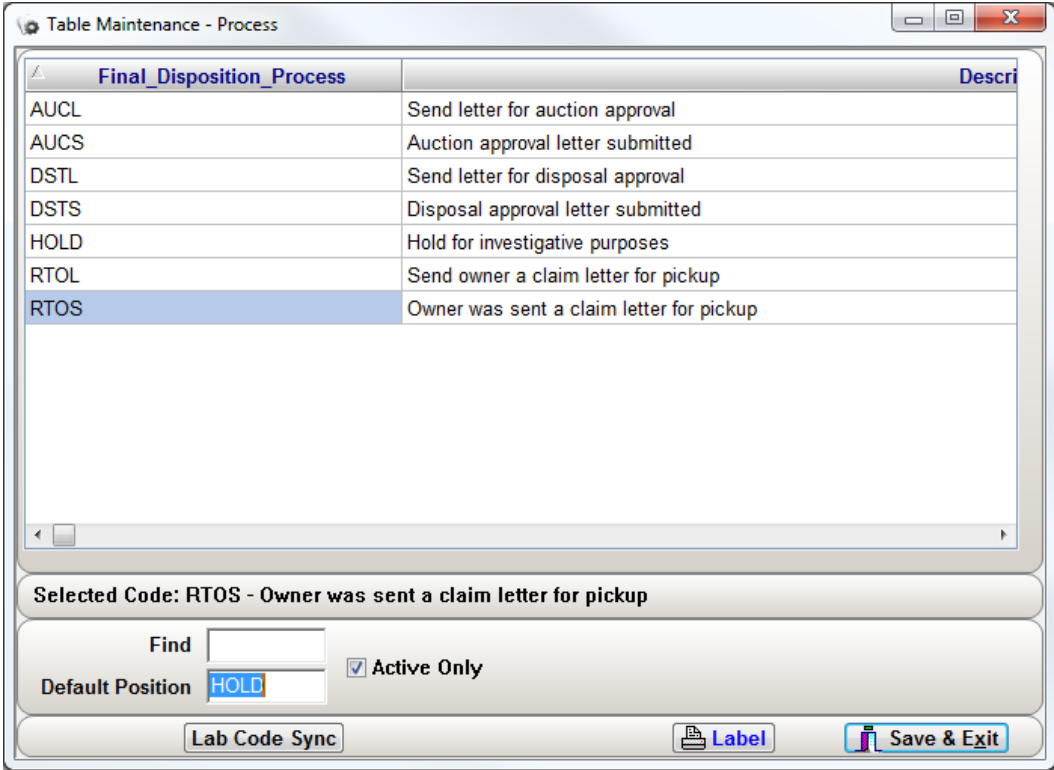 Table Maintenance - Process
Final_Disposition_Process Descri
AUCL Send letter for auction approval
AUCS Auction approval letter submitted
DSTL Send letter for disposal approval
DSTS Disposal approval letter submitted
HOLD Hold for investigative purposes
RTOL Send owner a claim letter for pickup
RTOS Owner was sent a claim letter for pickup
Selected Code: RTOS - Owner was sent a claim letter for pickup
Find
Active Only
Default Position HOLD
Lab Code Sync Label Save & Exit